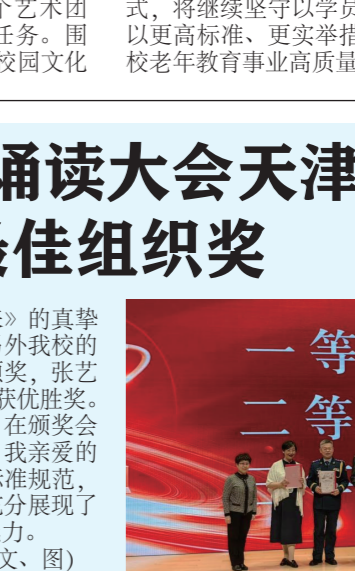 个艺术团
任务。围
校园文化
式，将继续坚守以学员
以更高标准、更实举措
校老年教育事业高质量
诵读大会天津
最佳组织奖
》的真挚
外我校的
奖，张艺
获优胜奖。
在颁奖会
我亲爱的
标准规范，
充分展现了
力。
文、图）
一等
二等